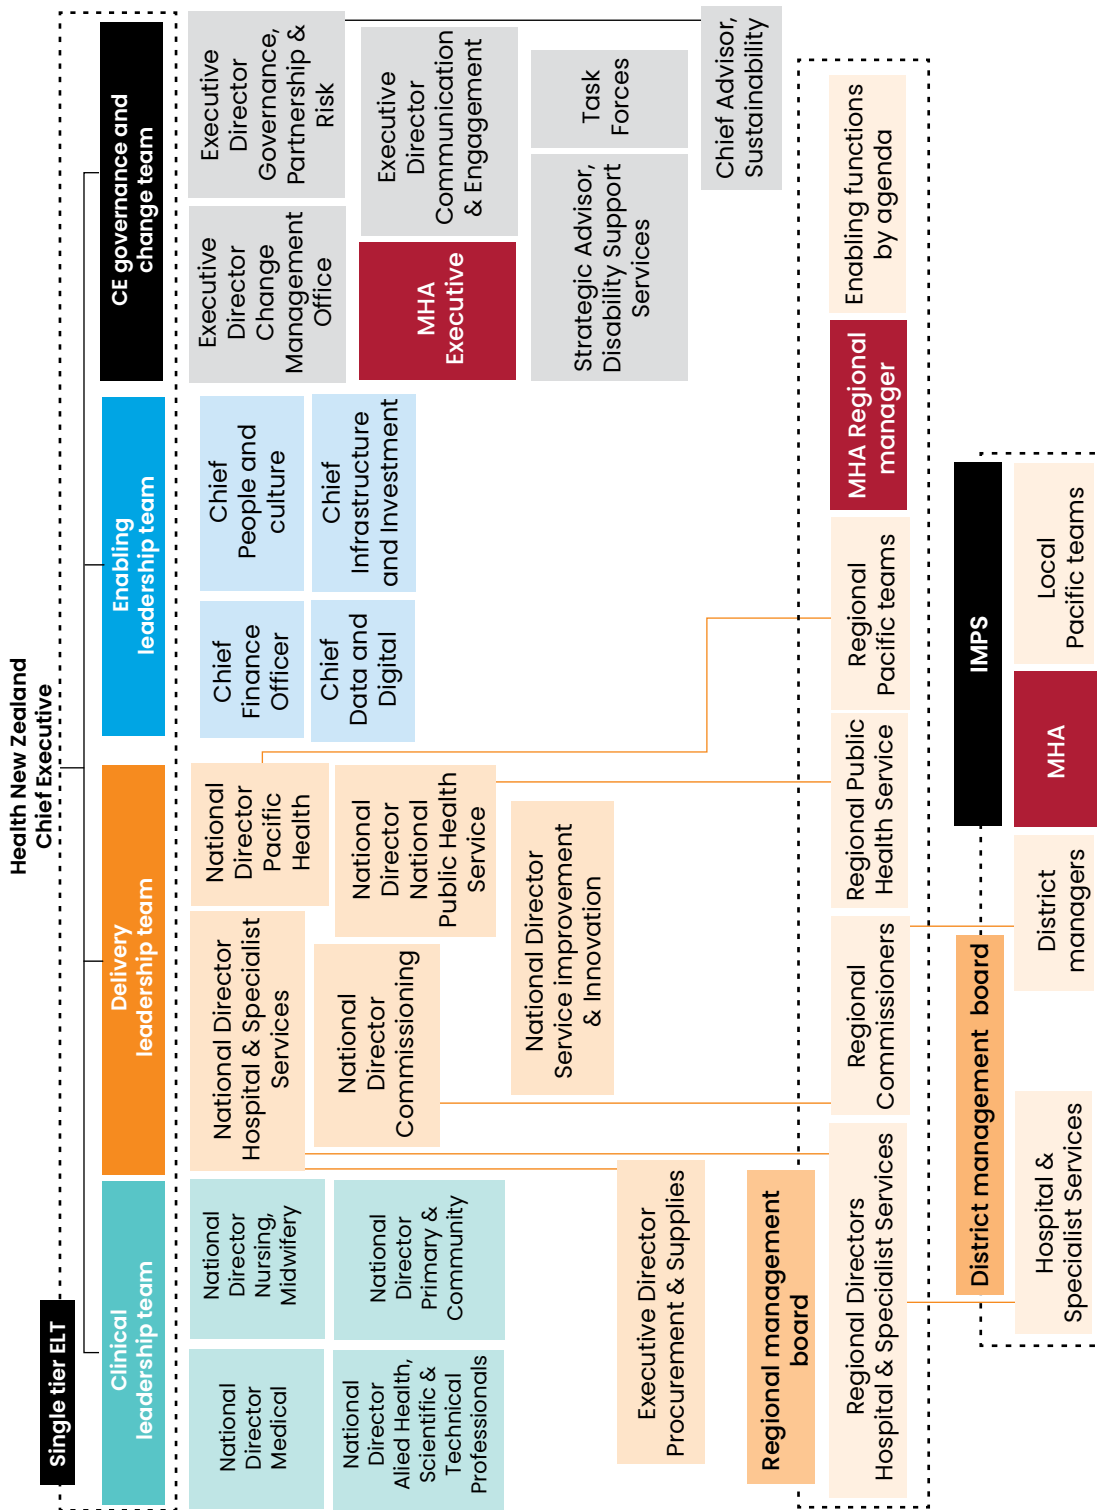 Health New Zealand
Chief Executive
Single tier ELT
Clinical
leadership team
Delivery
leadership team
Enabling
leadership team
CE governance and
change team
National
Director
Medical
National
Director
Nursing,
Midwifery
National
Director
Alied Health,
Scientific &
Technical
Professionals
National
Director
Primary &
Community
National Director
Hospital & Specialist
Services
National
Director
Pacific
Health
National
Director
Commissioning
National
Director
National
Public Health
Service
National Director
Service improvement
& Innovation
Executive Director
Procurement & Supplies
Chief
Finance
Officer
Chief
People and
culture
Chief
Data and
Digital
Chief
Infrastructure
and Investment
Executive
Director
Change
Management
Office
Executive
Director
Governance,
Partnership &
Risk
MHA
Executive
Executive
Director
Communication
& Engagement
Strategic Advisor,
Disability Support
Services
Task
Forces
Chief Advisor,
Sustainability
Regional management
board
Regional Directors
Hospital & Specialist Services
Regional
Commissioners
Regional Public
Health Service
Regional
Pacific teams
MHA Regional
manager
Enabling functions
by agenda
District management board
IMPS
Hospital &
Specialist Services
District
managers
MHA
Local
Pacific teams